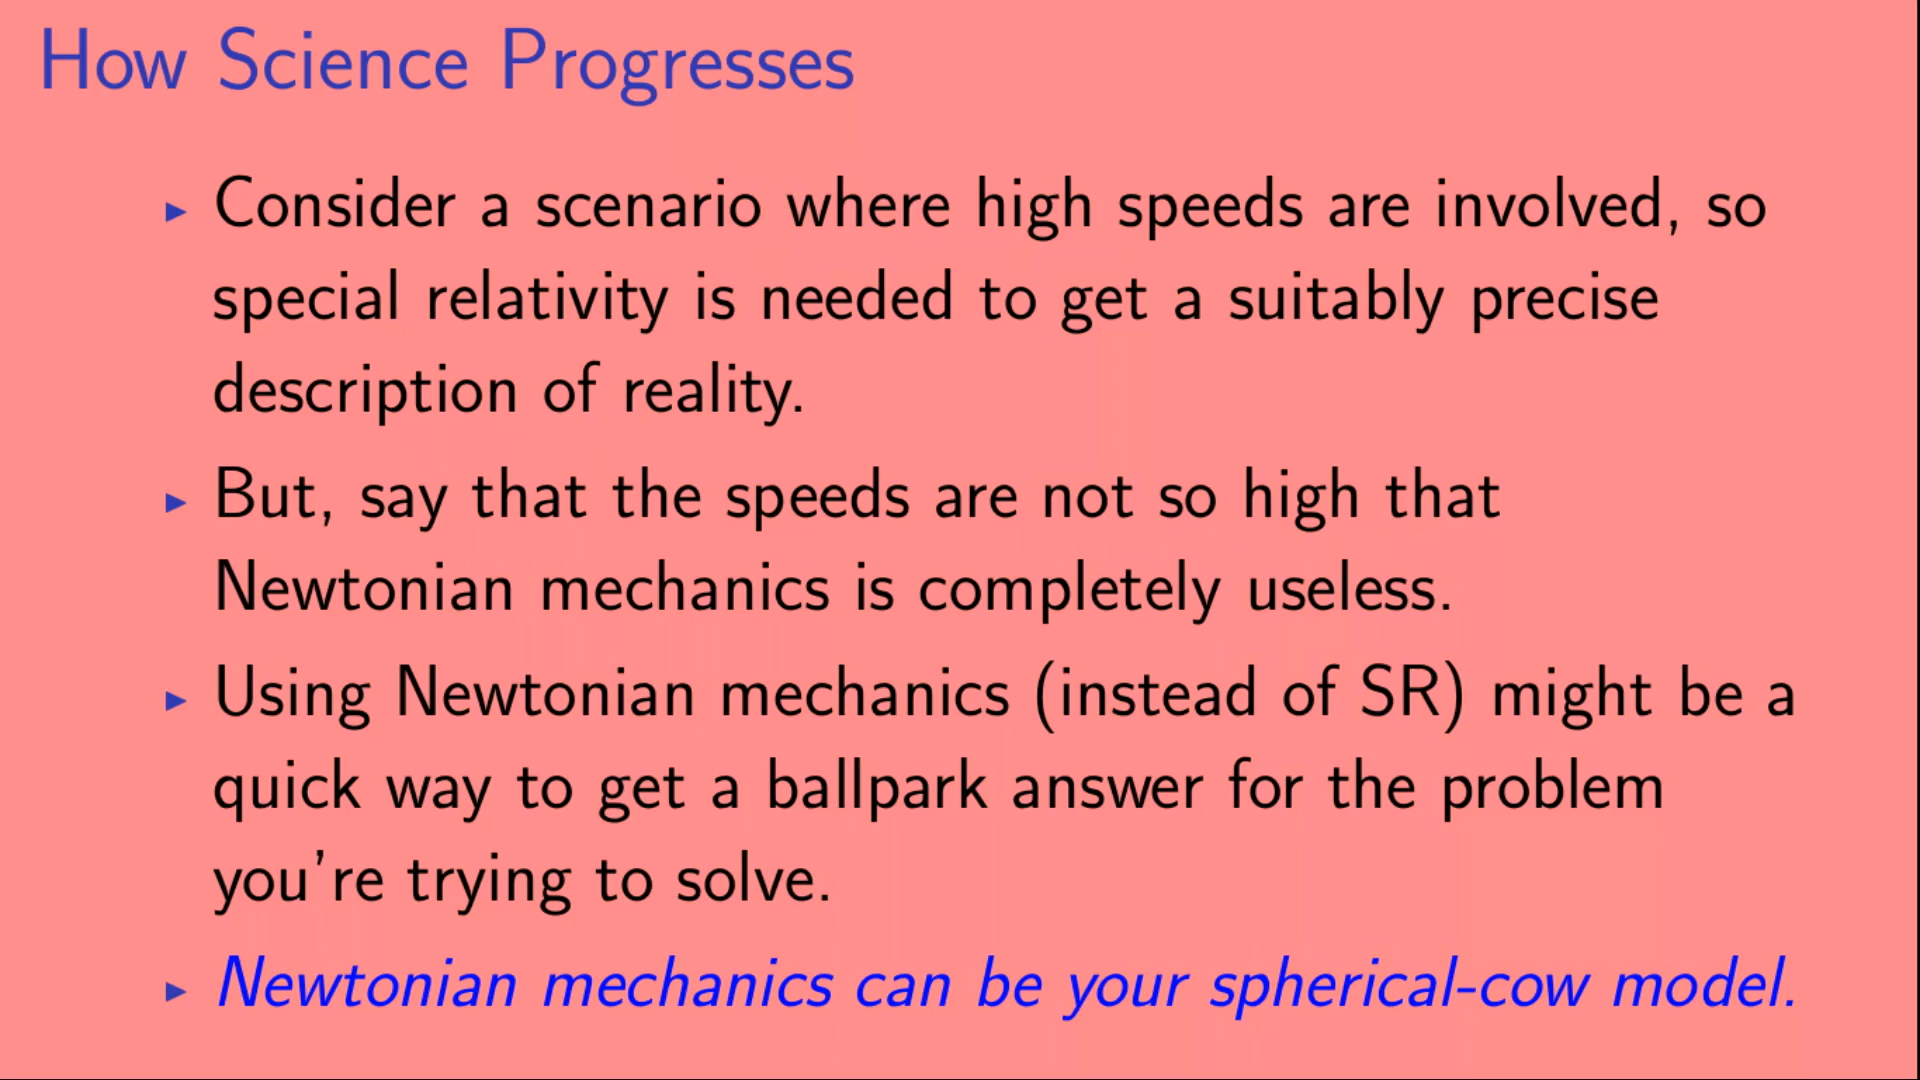 How Science Progresses
▸ Consider a scenario where high speeds are involved, so
special relativity is needed to get a suitably precise
description of reality.
▸ But, say that the speeds are not so high that
Newtonian mechanics is completely useless.
▸ Using Newtonian mechanics (instead of SR) might be a
quick way to get a ballpark answer for the problem
you're trying to solve.
▸ Newtonian mechanics can be your spherical-cow model.